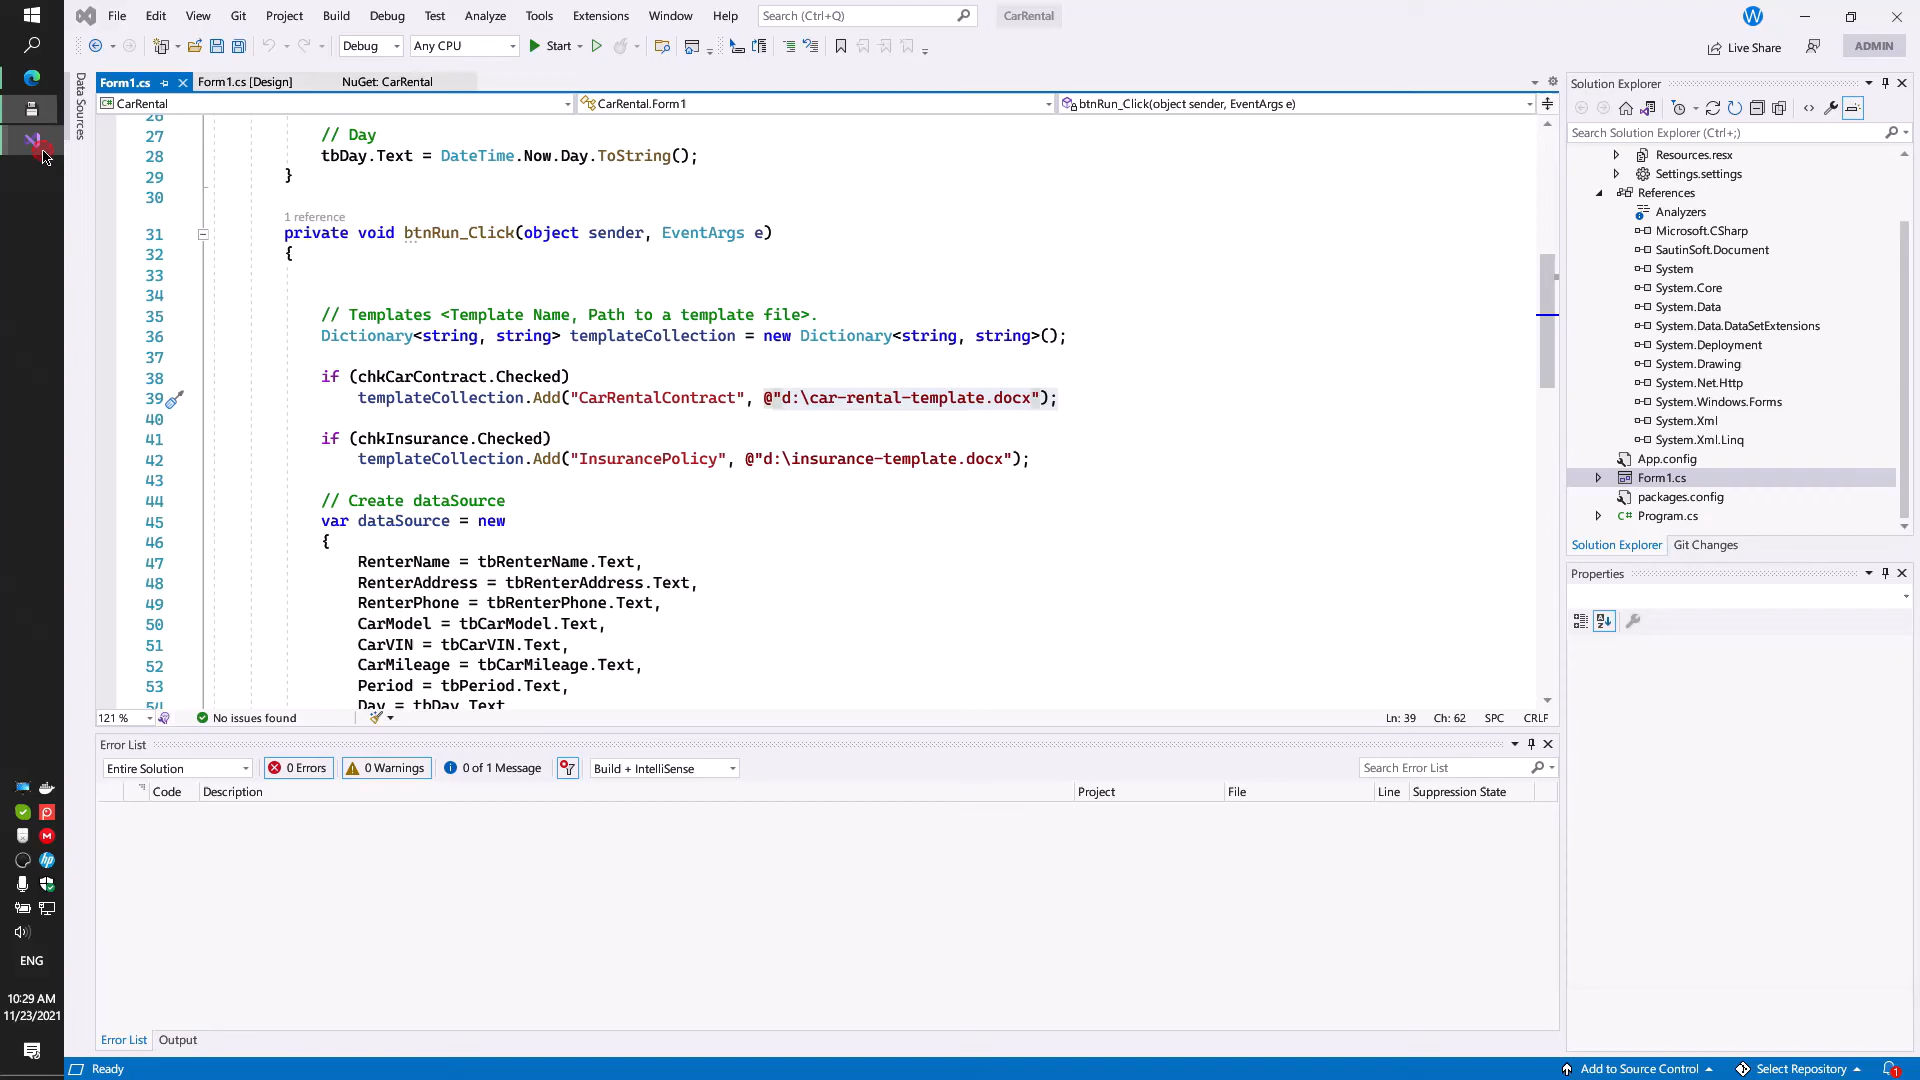 File Edit View Git Project Build Debug Test Analyze Tools Extensions Window Help Search (Ctrl+Q) CarRental W
Debug Any CPU Start Live Share ADMIN
Data Sources
Form1.cs Form1.cs [Design] NuGet: CarRental
CarRental CarRental.Form1 btnRun_Click(object sender, EventArgs e)
26
27 // Day
28 tbDay.Text = DateTime.Now.Day.ToString();
29 }
30
1 reference
31 private void btnRun_Click(object sender, EventArgs e)
32 {
33
34
35 // Templates <Template Name, Path to a template file>.
36 Dictionary<string, string> templateCollection = new Dictionary<string, string>();
37
38 if (chkCarContract.Checked)
39 templateCollection.Add("CarRentalContract", @"d:\car-rental-template.docx");
40
41 if (chkInsurance.Checked)
42 templateCollection.Add("InsurancePolicy", @"d:\insurance-template.docx");
43
44 // Create dataSource
45 var dataSource = new
46 {
47 RenterName = tbRenterName.Text,
48 RenterAddress = tbRenterAddress.Text,
49 RenterPhone = tbRenterPhone.Text,
50 CarModel = tbCarModel.Text,
51 CarVIN = tbCarVIN.Text,
52 CarMileage = tbCarMileage.Text,
53 Period = tbPeriod.Text,
54 Day = tbDay.Text
121 % No issues found Ln: 39 Ch: 62 SPC CRLF
Error List
Entire Solution 0 Errors 0 Warnings 0 of 1 Message Build + IntelliSense Search Error List
Code Description Project File Line Suppression State
Error List Output
Solution Explorer
Search Solution Explorer (Ctrl+;)
Resources.resx
Settings.settings
References
Analyzers
Microsoft.CSharp
SautinSoft.Document
System
System.Core
System.Data
System.Data.DataSetExtensions
System.Deployment
System.Drawing
System.Net.Http
System.Windows.Forms
System.Xml
System.Xml.Linq
App.config
Form1.cs
packages.config
C# Program.cs
Solution Explorer Git Changes
Properties
ENG
10:29 AM
11/23/2021
Ready Add to Source Control Select Repository 1